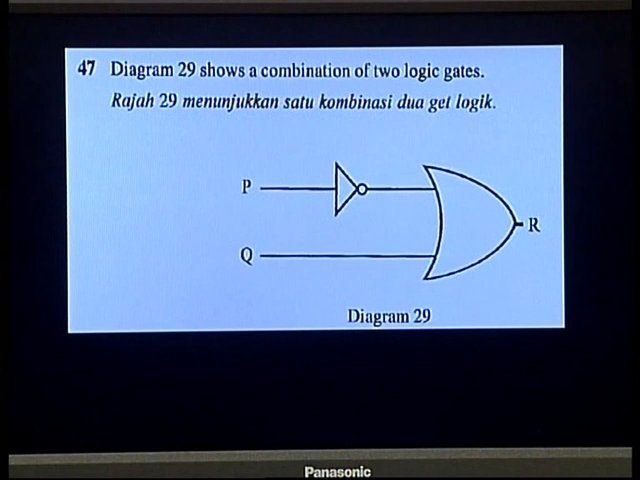 47 Diagram 29 shows a combination of two logic gates.
Rajah 29 menunjukkan satu kombinasi dua get logik.
P
R
Q
Diagram 29
Panasonic